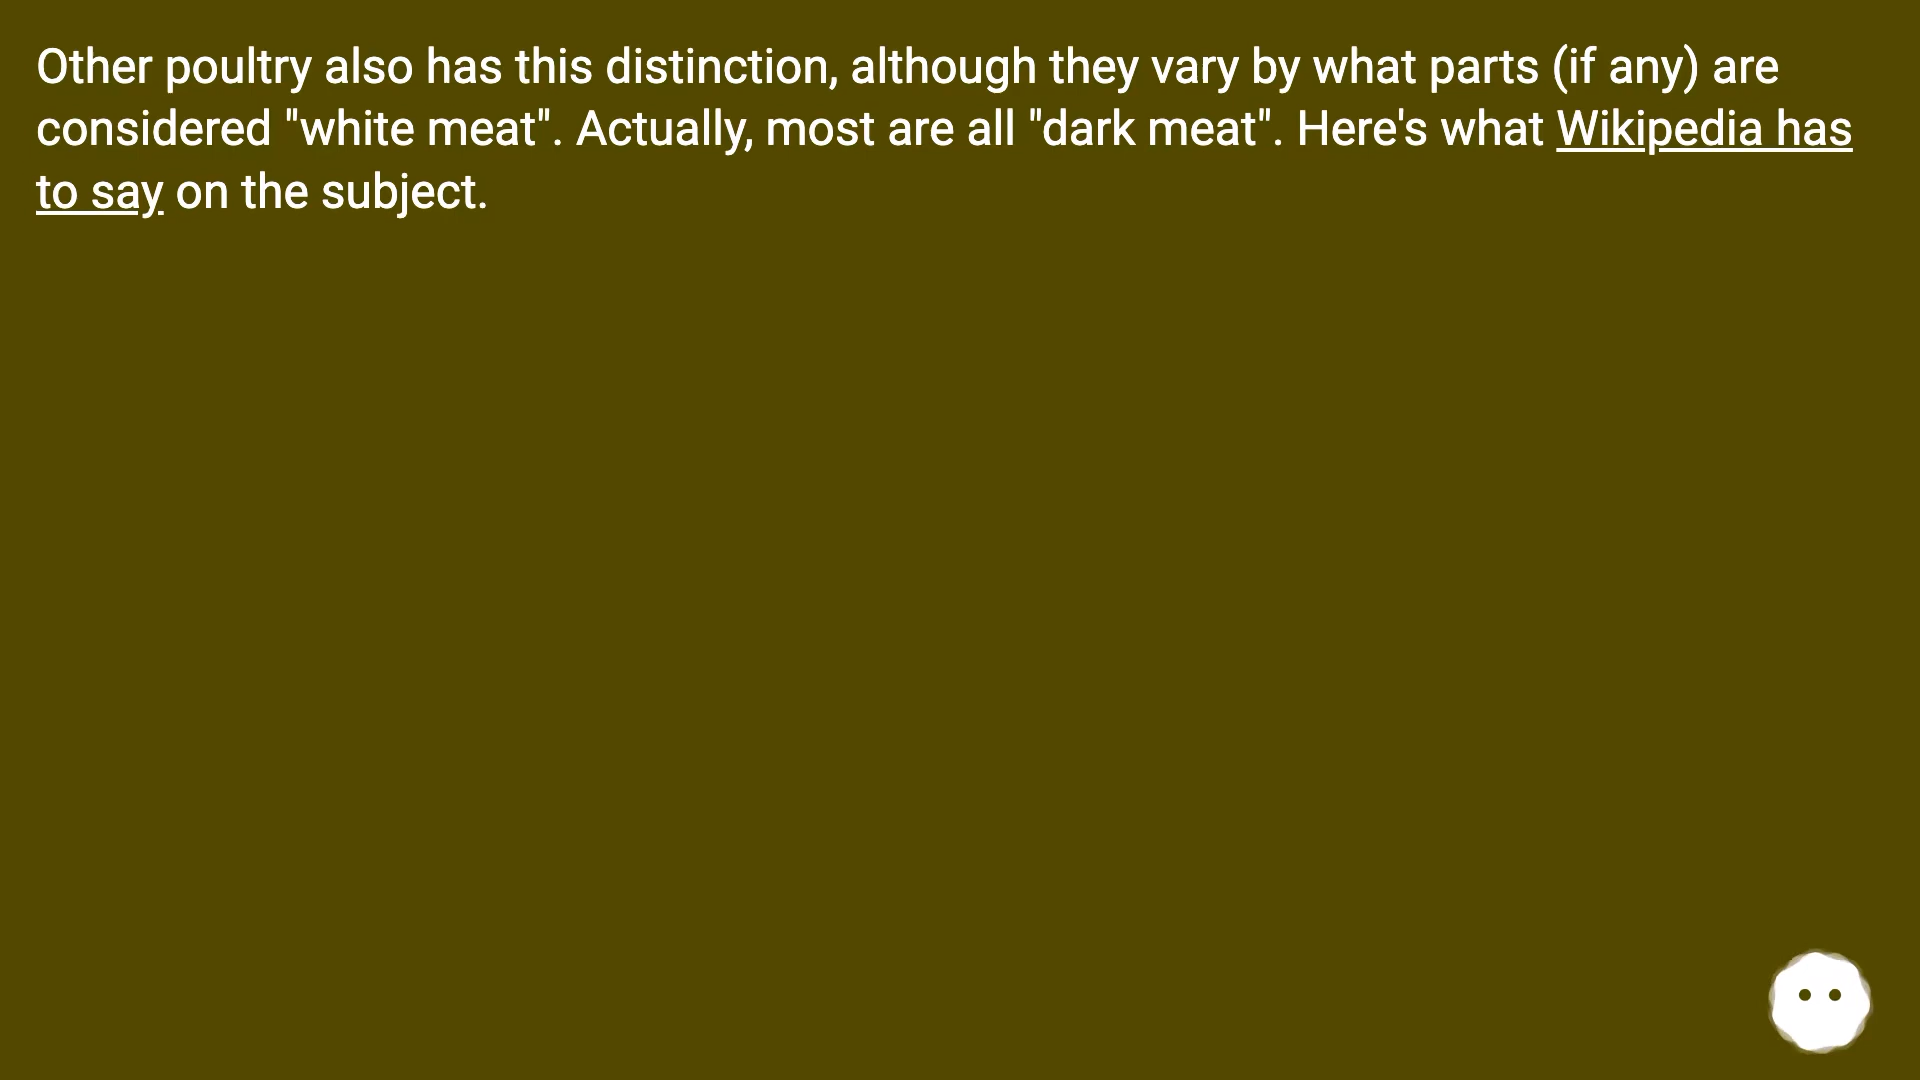 Other poultry also has this distinction, although they vary by what parts (if any) are
considered "white meat". Actually, most are all "dark meat". Here's what Wikipedia has
to say on the subject.